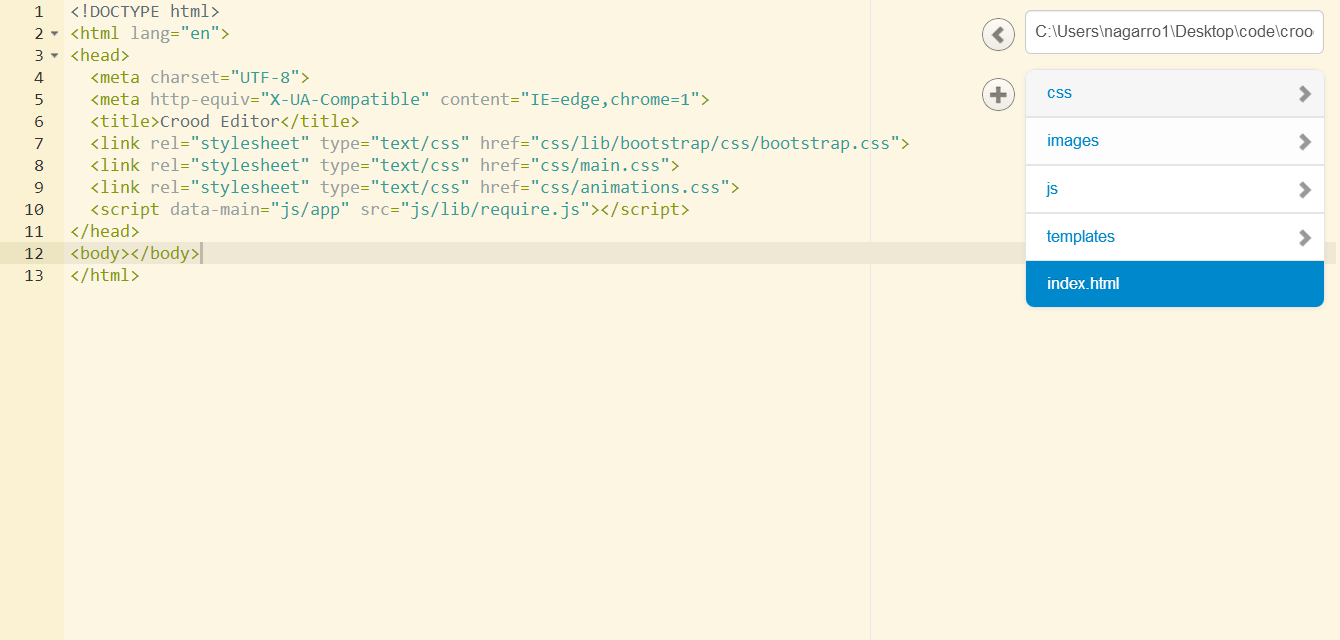 1 <!DOCTYPE html>
2 <html lang="en">
3 <head>
4   <meta charset="UTF-8">
5   <meta http-equiv="X-UA-Compatible" content="IE=edge,chrome=1">
6   <title>Crood Editor</title>
7   <link rel="stylesheet" type="text/css" href="css/lib/bootstrap/css/bootstrap.css">
8   <link rel="stylesheet" type="text/css" href="css/main.css">
9   <link rel="stylesheet" type="text/css" href="css/animations.css">
10   <script data-main="js/app" src="js/lib/require.js"></script>
11 </head>
12 <body></body>
13 </html>
C:\Users\nagarro1\Desktop\code\croo
css
images
js
templates
index.html